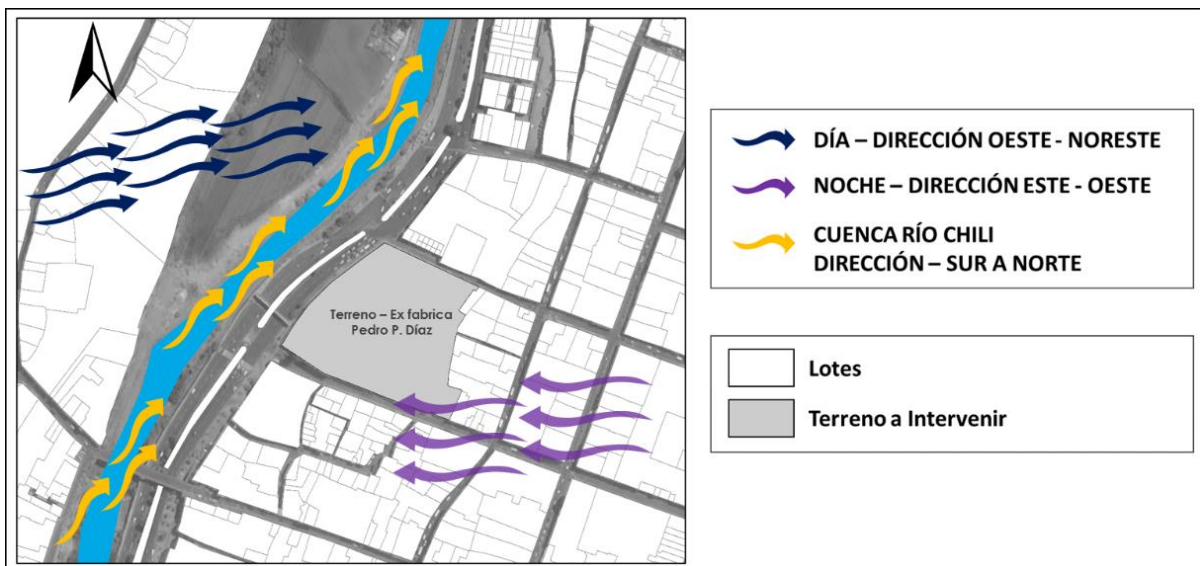 Terreno – Ex fabrica
Pedro P. Díaz
DÍA – DIRECCIÓN OESTE - NORESTE
NOCHE – DIRECCIÓN ESTE - OESTE
CUENCA RÍO CHILI
DIRECCIÓN – SUR A NORTE
Lotes
Terreno a Intervenir